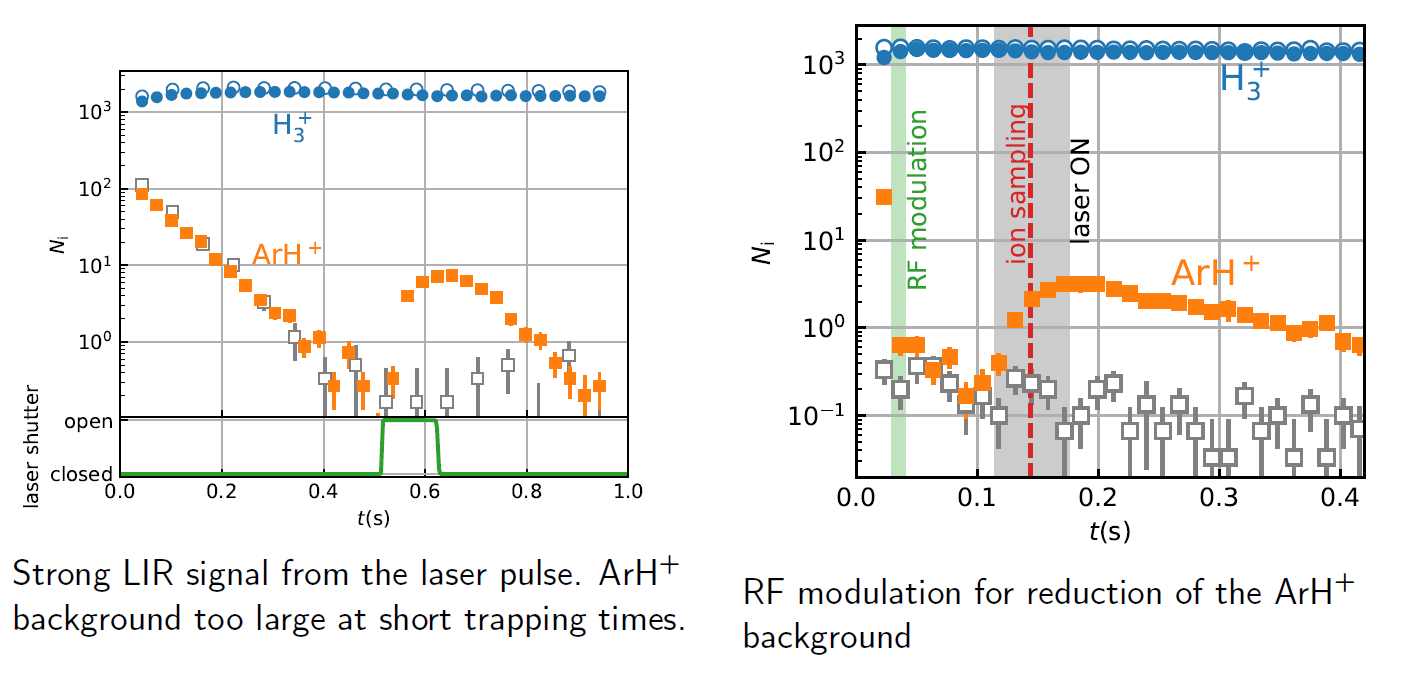 10³
10²
10¹
10⁰
Nᵢ
H₃⁺
ArH⁺
laser shutter
open
closed
0.0 0.2 0.4 0.6 0.8 1.0
t(s)
Strong LIR signal from the laser pulse. ArH⁺
background too large at short trapping times.
10³
10²
10¹
10⁰
10⁻¹
Nᵢ
H₃⁺
RF modulation
ion sampling
laser ON
ArH⁺
0.0 0.1 0.2 0.3 0.4
t(s)
RF modulation for reduction of the ArH⁺
background